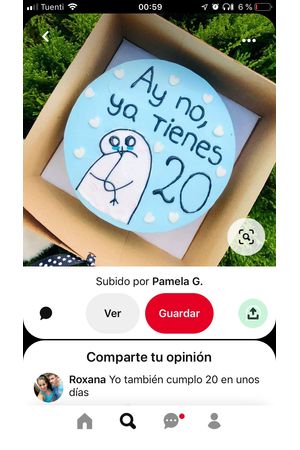 Tuenti 00:59 6 %
Ay no,
ya tienes
20
Subido por Pamela G.
Ver Guardar
Comparte tu opinión
Roxana Yo también cumplo 20 en unos
días